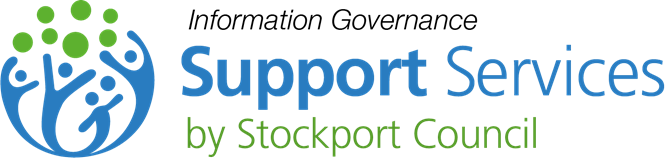 Information Governance
Support Services
by Stockport Council